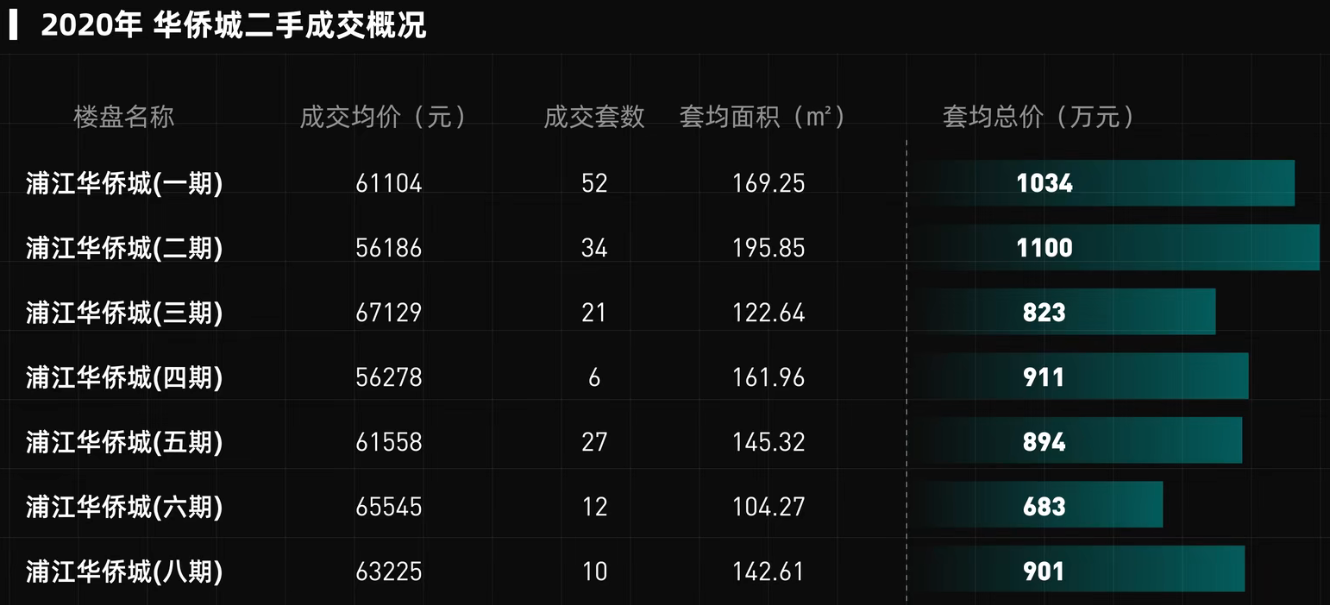 2020年 华侨城二手成交概况
楼盘名称 成交均价（元） 成交套数 套均面积（㎡） 套均总价（万元）
浦江华侨城(一期) 61104 52 169.25 1034
浦江华侨城(二期) 56186 34 195.85 1100
浦江华侨城(三期) 67129 21 122.64 823
浦江华侨城(四期) 56278 6 161.96 911
浦江华侨城(五期) 61558 27 145.32 894
浦江华侨城(六期) 65545 12 104.27 683
浦江华侨城(八期) 63225 10 142.61 901